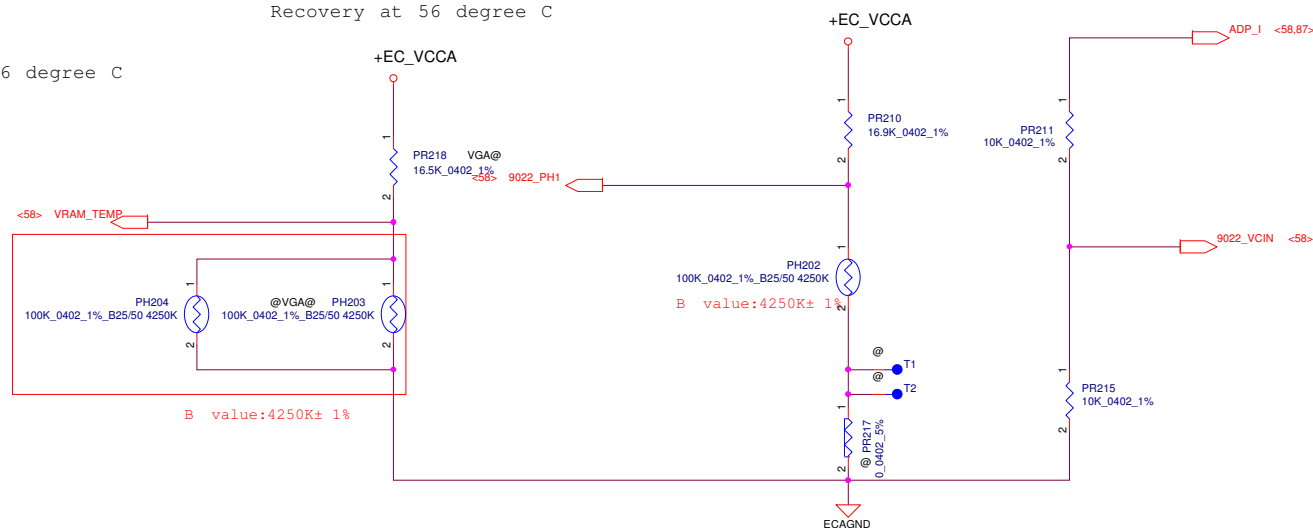 Recovery at 56 degree C
6 degree C
+EC_VCCA
+EC_VCCA
ADP_I <58,87>
1
PR218 VGA@
16.5K_0402_1%
2
1
PR210
16.9K_0402_1%
2
1
PR211
10K_0402_1%
2
<58> 9022_PH1
<58> VRAM_TEMP
9022_VCIN <58>
1
PH204
100K_0402_1%_B25/50 4250K
2
1
@VGA@ PH203
100K_0402_1%_B25/50 4250K
2
B value:4250K± 1%
1
PH202
100K_0402_1%_B25/50 4250K
B value:4250K± 1%
2
@
T1
@
T2
1
@ PR217
0_0402_5%
2
1
PR215
10K_0402_1%
2
ECAGND